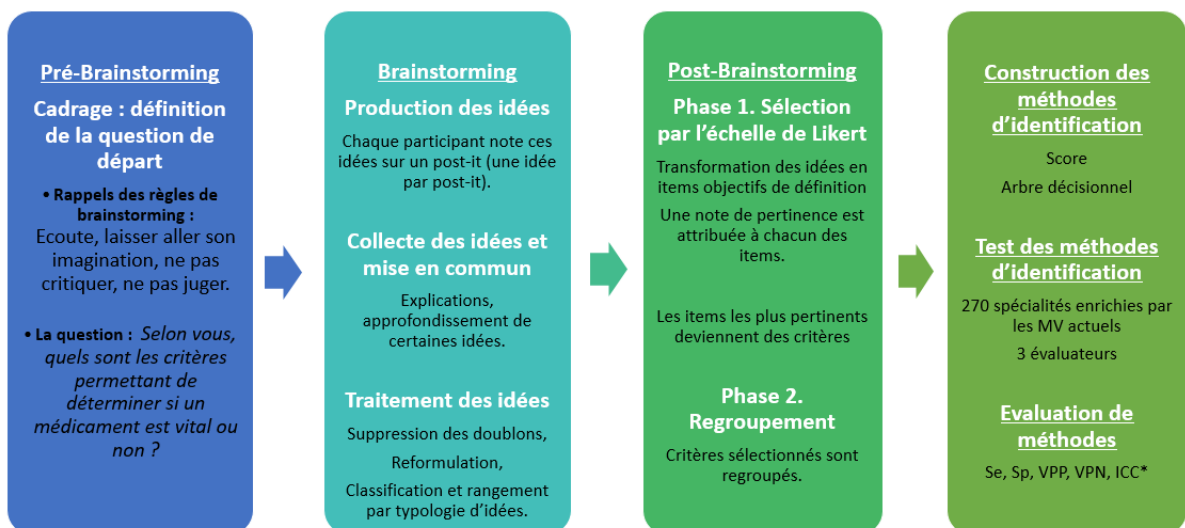 Pré-Brainstorming
Cadrage : définition
de la question de
départ
• Rappels des règles de
brainstorming :
Ecoute, laisser aller son
imagination, ne pas
critiquer, ne pas juger.
• La question : Selon vous,
quels sont les critères
permettant de
déterminer si un
médicament est vital ou
non ?
Brainstorming
Production des idées
Chaque participant note ces
idées sur un post-it (une idée
par post-it).
Collecte des idées et
mise en commun
Explications,
approfondissement de
certaines idées.
Traitement des idées
Suppression des doublons,
Reformulation,
Classification et rangement
par typologie d’idées.
Post-Brainstorming
Phase 1. Sélection
par l’échelle de Likert
Transformation des idées en
items objectifs de définition
Une note de pertinence est
attribuée à chacun des
items.
Les items les plus pertinents
deviennent des critères
Phase 2.
Regroupement
Critères sélectionnés sont
regroupés.
Construction des
méthodes
d’identification
Score
Arbre décisionnel
Test des méthodes
d’identification
270 spécialités enrichies par
les MV actuels
3 évaluateurs
Evaluation de
méthodes
Se, Sp, VPP, VPN, ICC*